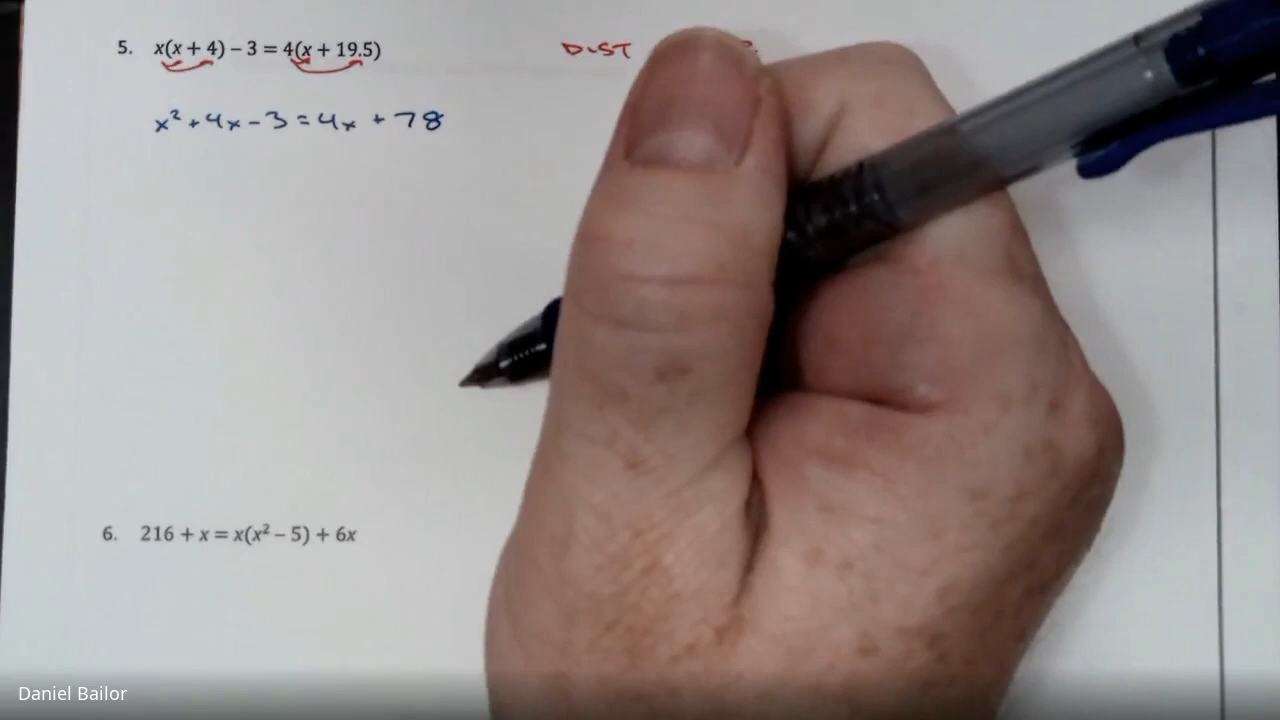 5. x(x + 4) – 3 = 4(x + 19.5)
DIST
x² + 4x - 3 = 4x + 78
6. 216 + x = x(x² – 5) + 6x
Daniel Bailor